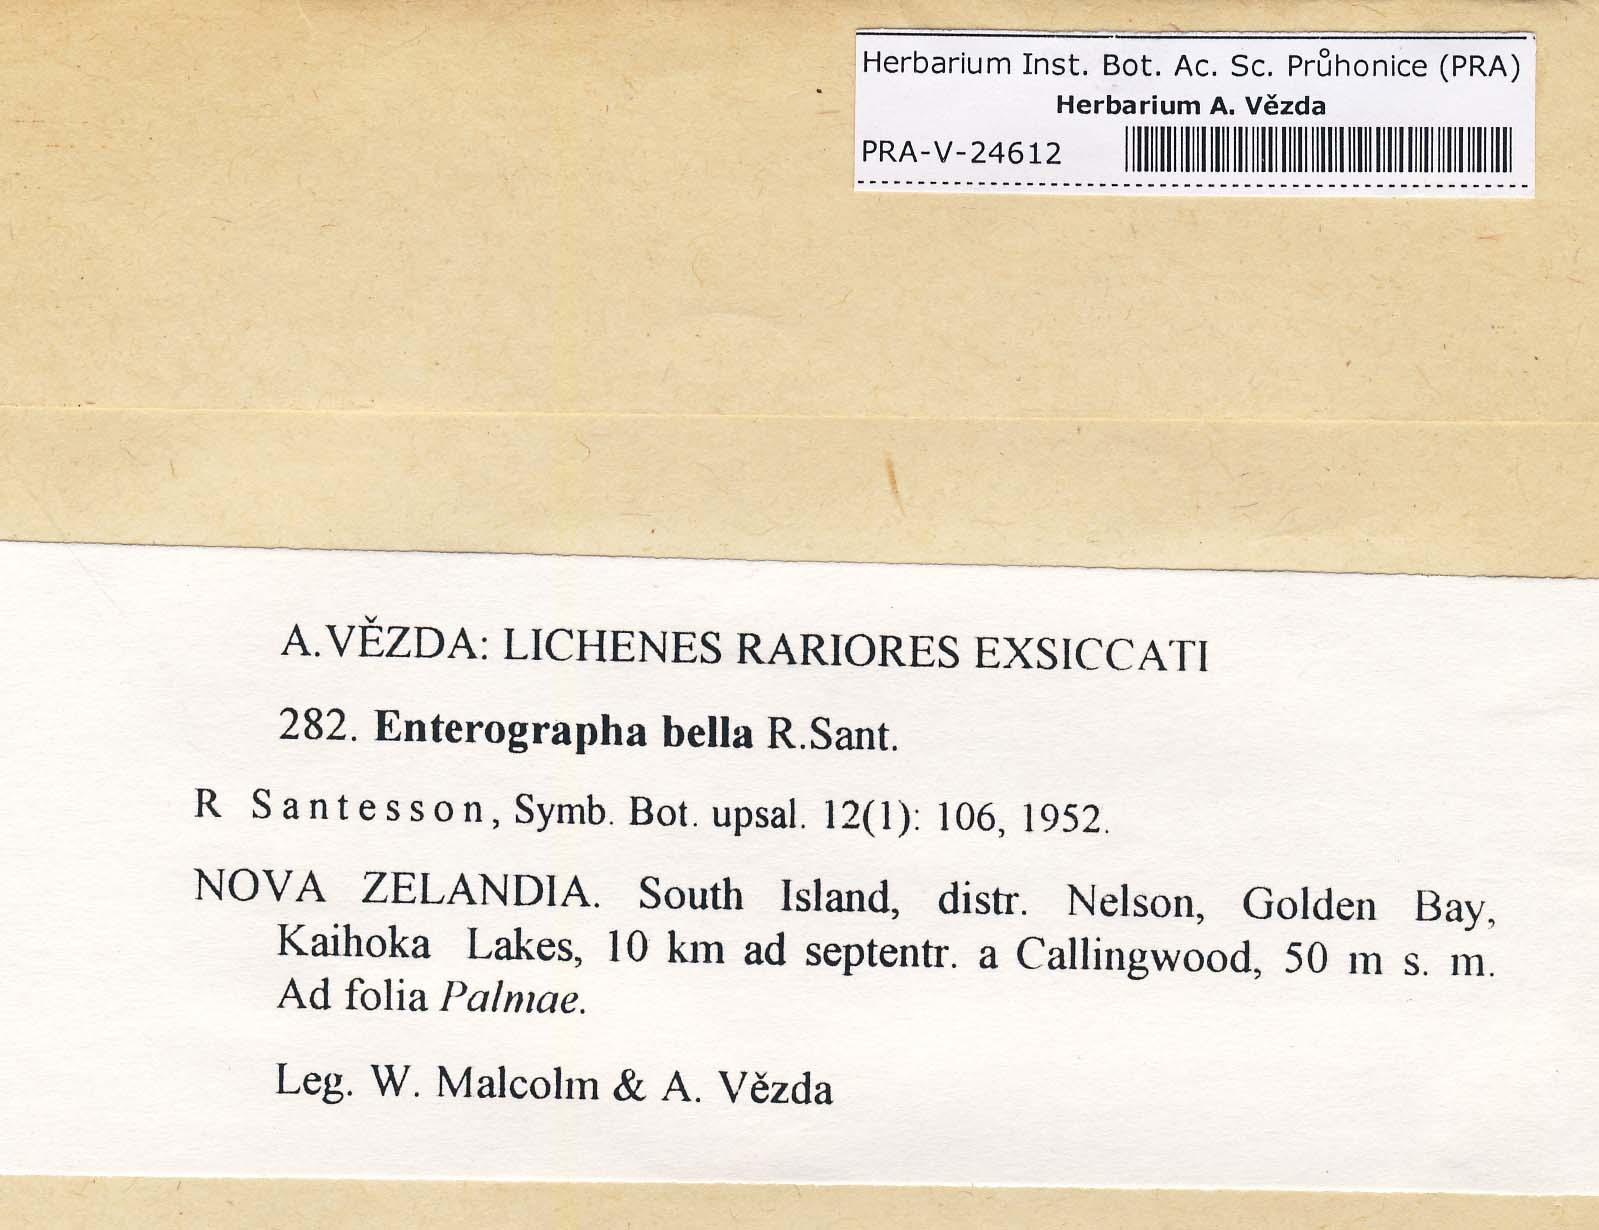 Herbarium Inst. Bot. Ac. Sc. Průhonice (PRA)
Herbarium A. Vězda
PRA-V-24612
A.VĚZDA: LICHENES RARIORES EXSICCATI
282. Enterographa bella R.Sant.
R Santesson, Symb. Bot. upsal. 12(1): 106, 1952.
NOVA ZELANDIA. South Island, distr. Nelson, Golden Bay,
Kaihoka Lakes, 10 km ad septentr. a Callingwood, 50 m s. m.
Ad folia Palmae.
Leg. W. Malcolm & A. Vězda